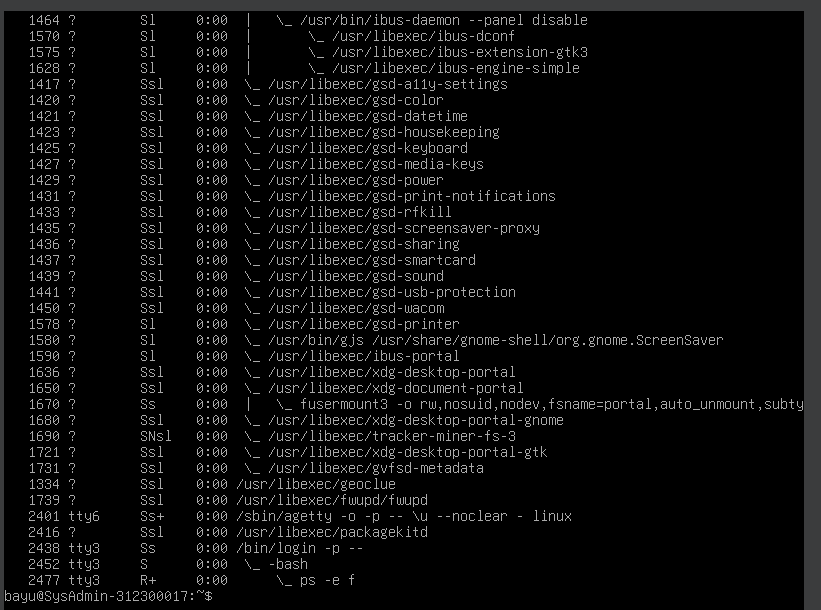 1464 ?        Sl     0:00  |   \_ /usr/bin/ibus-daemon --panel disable
1570 ?        Sl     0:00  |       \_ /usr/libexec/ibus-dconf
1575 ?        Sl     0:00  |       \_ /usr/libexec/ibus-extension-gtk3
1628 ?        Sl     0:00  |       \_ /usr/libexec/ibus-engine-simple
1417 ?        Ssl    0:00  \_ /usr/libexec/gsd-a11y-settings
1420 ?        Ssl    0:00  \_ /usr/libexec/gsd-color
1421 ?        Ssl    0:00  \_ /usr/libexec/gsd-datetime
1423 ?        Ssl    0:00  \_ /usr/libexec/gsd-housekeeping
1425 ?        Ssl    0:00  \_ /usr/libexec/gsd-keyboard
1427 ?        Ssl    0:00  \_ /usr/libexec/gsd-media-keys
1429 ?        Ssl    0:00  \_ /usr/libexec/gsd-power
1431 ?        Ssl    0:00  \_ /usr/libexec/gsd-print-notifications
1433 ?        Ssl    0:00  \_ /usr/libexec/gsd-rfkill
1435 ?        Ssl    0:00  \_ /usr/libexec/gsd-screensaver-proxy
1436 ?        Ssl    0:00  \_ /usr/libexec/gsd-sharing
1437 ?        Ssl    0:00  \_ /usr/libexec/gsd-smartcard
1439 ?        Ssl    0:00  \_ /usr/libexec/gsd-sound
1441 ?        Ssl    0:00  \_ /usr/libexec/gsd-usb-protection
1450 ?        Ssl    0:00  \_ /usr/libexec/gsd-wacom
1578 ?        Sl     0:00  \_ /usr/libexec/gsd-printer
1580 ?        Sl     0:00  \_ /usr/bin/gjs /usr/share/gnome-shell/org.gnome.ScreenSaver
1590 ?        Sl     0:00  \_ /usr/libexec/ibus-portal
1636 ?        Ssl    0:00  \_ /usr/libexec/xdg-desktop-portal
1650 ?        Ssl    0:00  \_ /usr/libexec/xdg-document-portal
1670 ?        Ss     0:00  |   \_ fusermount3 -o rw,nosuid,nodev,fsname=portal,auto_unmount,subty
1680 ?        Ssl    0:00  \_ /usr/libexec/xdg-desktop-portal-gnome
1690 ?        SNsl   0:00  \_ /usr/libexec/tracker-miner-fs-3
1721 ?        Ssl    0:00  \_ /usr/libexec/xdg-desktop-portal-gtk
1731 ?        Ssl    0:00  \_ /usr/libexec/gvfsd-metadata
1334 ?        Ssl    0:00 /usr/libexec/geoclue
1739 ?        Ssl    0:00 /usr/libexec/fwupd/fwupd
2401 tty6     Ss+    0:00 /sbin/agetty -o -p -- \u --noclear - linux
2416 ?        Ssl    0:00 /usr/libexec/packagekitd
2438 tty3     Ss     0:00 /bin/login -p --
2452 tty3     S      0:00  \_ -bash
2477 tty3     R+     0:00      \_ ps -e f
bayu@SysAdmin-312300017:~$